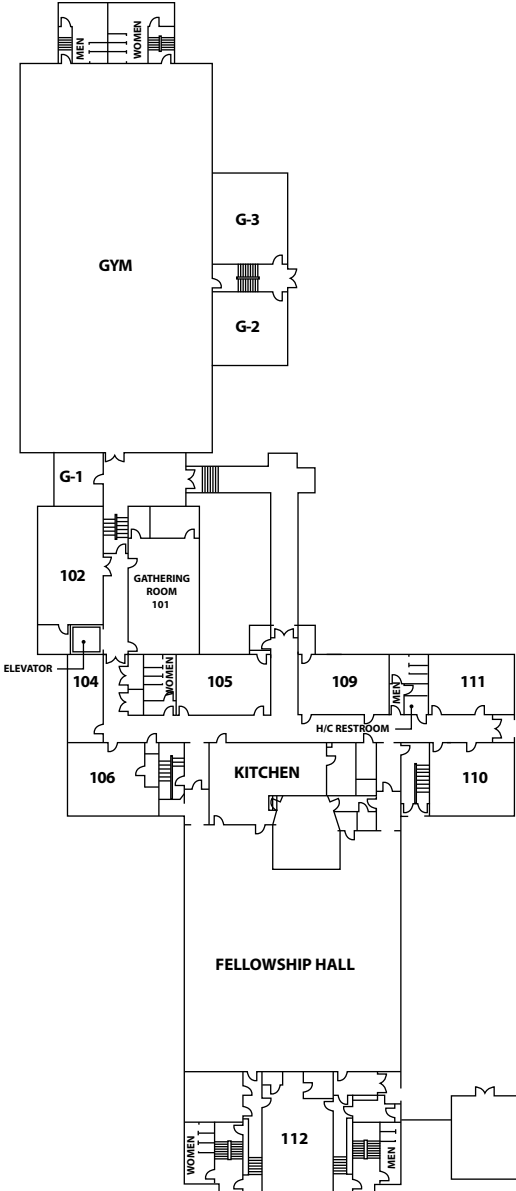 MEN
WOMEN
G-3
GYM
G-2
G-1
102
GATHERING
ROOM
101
ELEVATOR
104
WOMEN
105
109
MEN
111
H/C RESTROOM
106
KITCHEN
110
FELLOWSHIP HALL
WOMEN
112
MEN